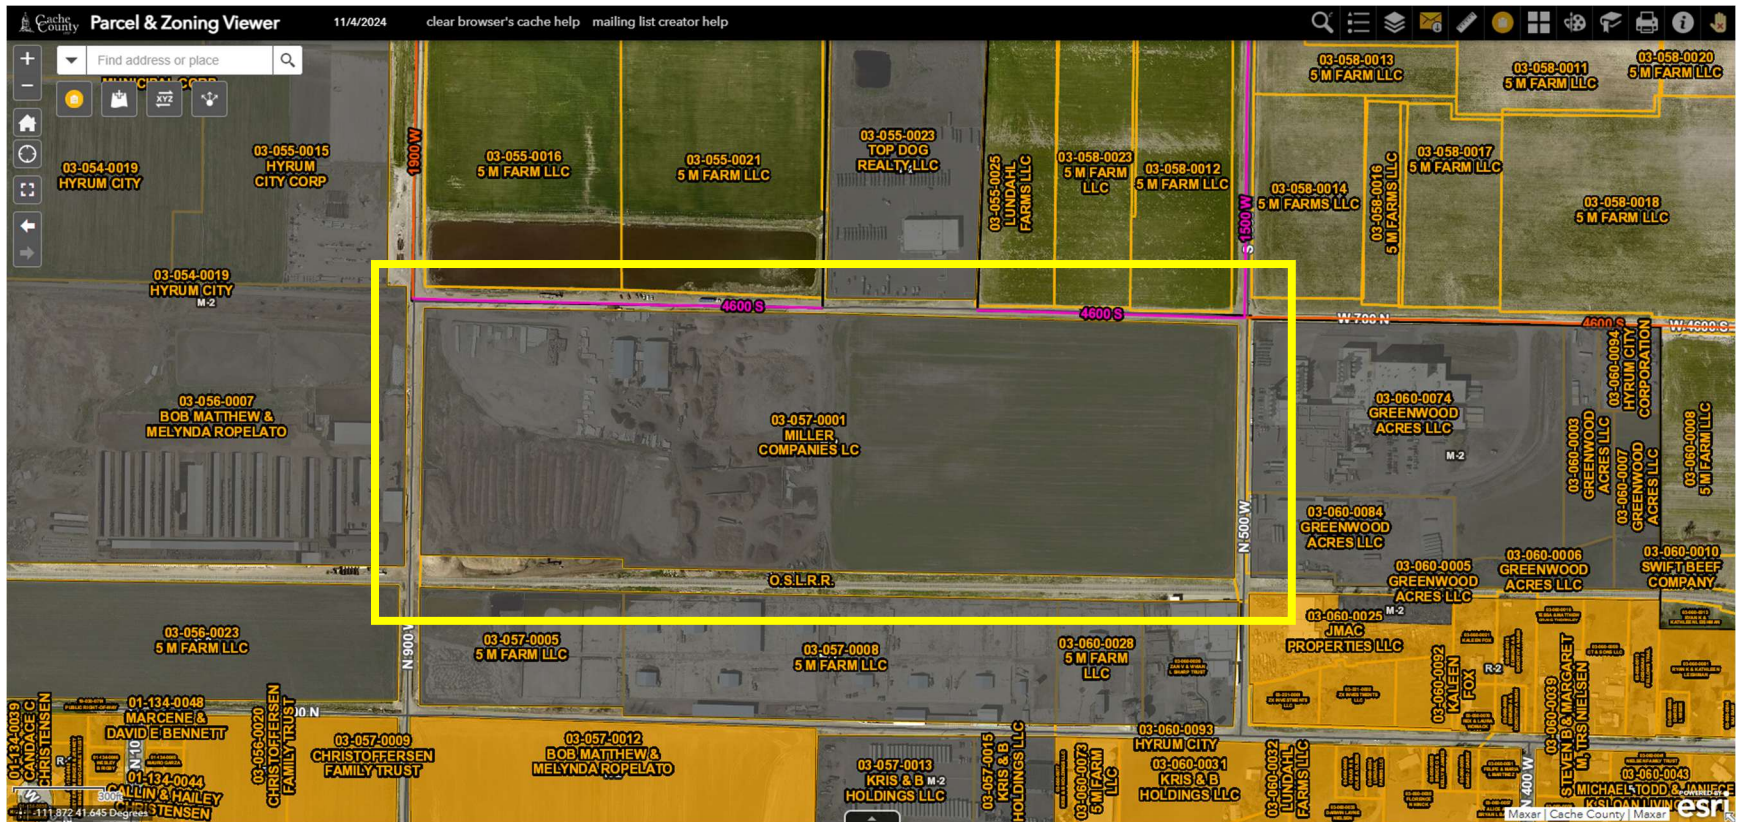 Cache County
Parcel & Zoning Viewer
11/4/2024
clear browser's cache help
mailing list creator help
Find address or place
XYZ
MUNICIPAL CORP
03-054-0019
HYRUM CITY
03-055-0015
HYRUM
CITY CORP
1900 W
03-055-0016
5 M FARM LLC
03-055-0021
5 M FARM LLC
03-055-0023
TOP DOG
REALTY,LLC
03-055-0025
LUNDAHL
FARMS LLC
03-058-0023
5 M FARM
LLC
03-058-0012
5 M FARM LLC
S 1500 W
03-058-0013
5 M FARM LLC
03-058-0011
5 M FARM LLC
03-058-0020
5 M FARM LLC
03-058-0014
5 M FARMS LLC
03-058-0016
5 M FARMS LLC
03-058-0017
5 M FARM LLC
03-058-0018
5 M FARM LLC
03-054-0019
HYRUM CITY
M-2
4600 S
4600 S
W 700 N
4600 S
W 4600 S
03-056-0007
BOB MATTHEW &
MELYNDA ROPELATO
03-057-0001
MILLER
COMPANIES LC
03-060-0074
GREENWOOD
ACRES LLC
M-2
03-060-0094
HYRUM CITY
CORPORATION
03-060-0003
GREENWOOD
ACRES LLC
03-060-0007
GREENWOOD
ACRES LLC
03-060-0008
5 M FARM LLC
N 500 W
03-060-0084
GREENWOOD
ACRES LLC
03-060-0005
GREENWOOD
ACRES LLC
03-060-0006
GREENWOOD
ACRES LLC
03-060-0010
SWIFT BEEF
COMPANY
O.S.L.R.R.
M-2
03-056-0023
5 M FARM LLC
N 900 W
03-057-0005
5 M FARM LLC
03-057-0008
5 M FARM LLC
03-060-0028
5 M FARM
LLC
03-060-0025
JMAC
PROPERTIES LLC
03-060-0092
KALEEN
FOX
R-2
03-060-0039
STEVEN B & MARGARET
M,TRS NIELSEN
01-134-0039
CANDACE C
CHRISTENSEN
01-134-0048
MARCENE &
DAVID E BENNETT
01-134-0044
ALLIN & HAILEY
CHRISTENSEN
03-056-0020
CHRISTOFFERSEN
FAMILY TRUST
00 N
N 10
R-
03-057-0009
CHRISTOFFERSEN
FAMILY TRUST
03-057-0012
BOB MATTHEW &
MELYNDA ROPELATO
03-057-0013
KRIS & B M-2
HOLDINGS LLC
03-057-0015
KRIS & B
HOLDINGS LLC
03-060-0073
5 M FARM
LLC
03-060-0093
HYRUM CITY
03-060-0031
KRIS & B
HOLDINGS LLC
03-060-0032
LUNDAHL
FARMS LLC
N 400 W
03-060-0043
MICHAEL TODD & JANIECE
K SLOAN LIVING
300ft
-111.872 41.645 Degrees
POWERED BY
esri
Maxar | Cache County | Maxar